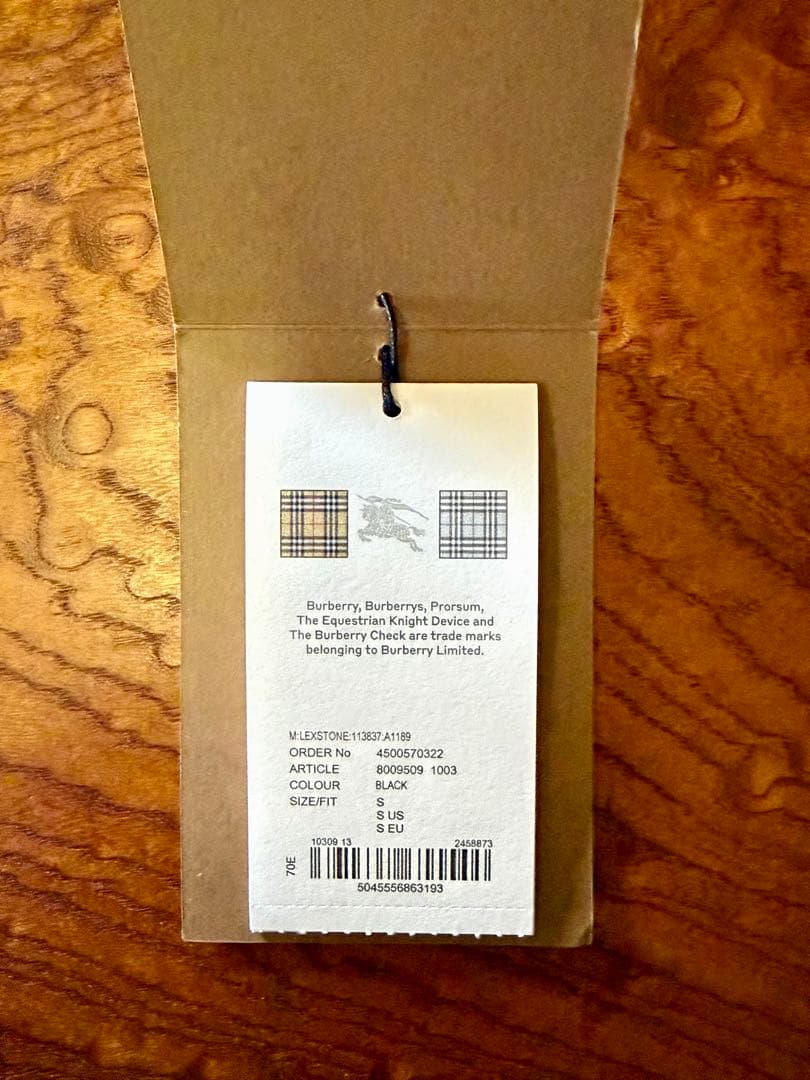 Burberry, Burberrys, Prorsum,
The Equestrian Knight Device and
The Burberry Check are trade marks
belonging to Burberry Limited.
M:LEXSTONE:113837:A1189
ORDER No 4500570322
ARTICLE 8009509 1003
COLOUR BLACK
SIZE/FIT S
S US
S EU
10309 13 2458873
70E
5045556863193